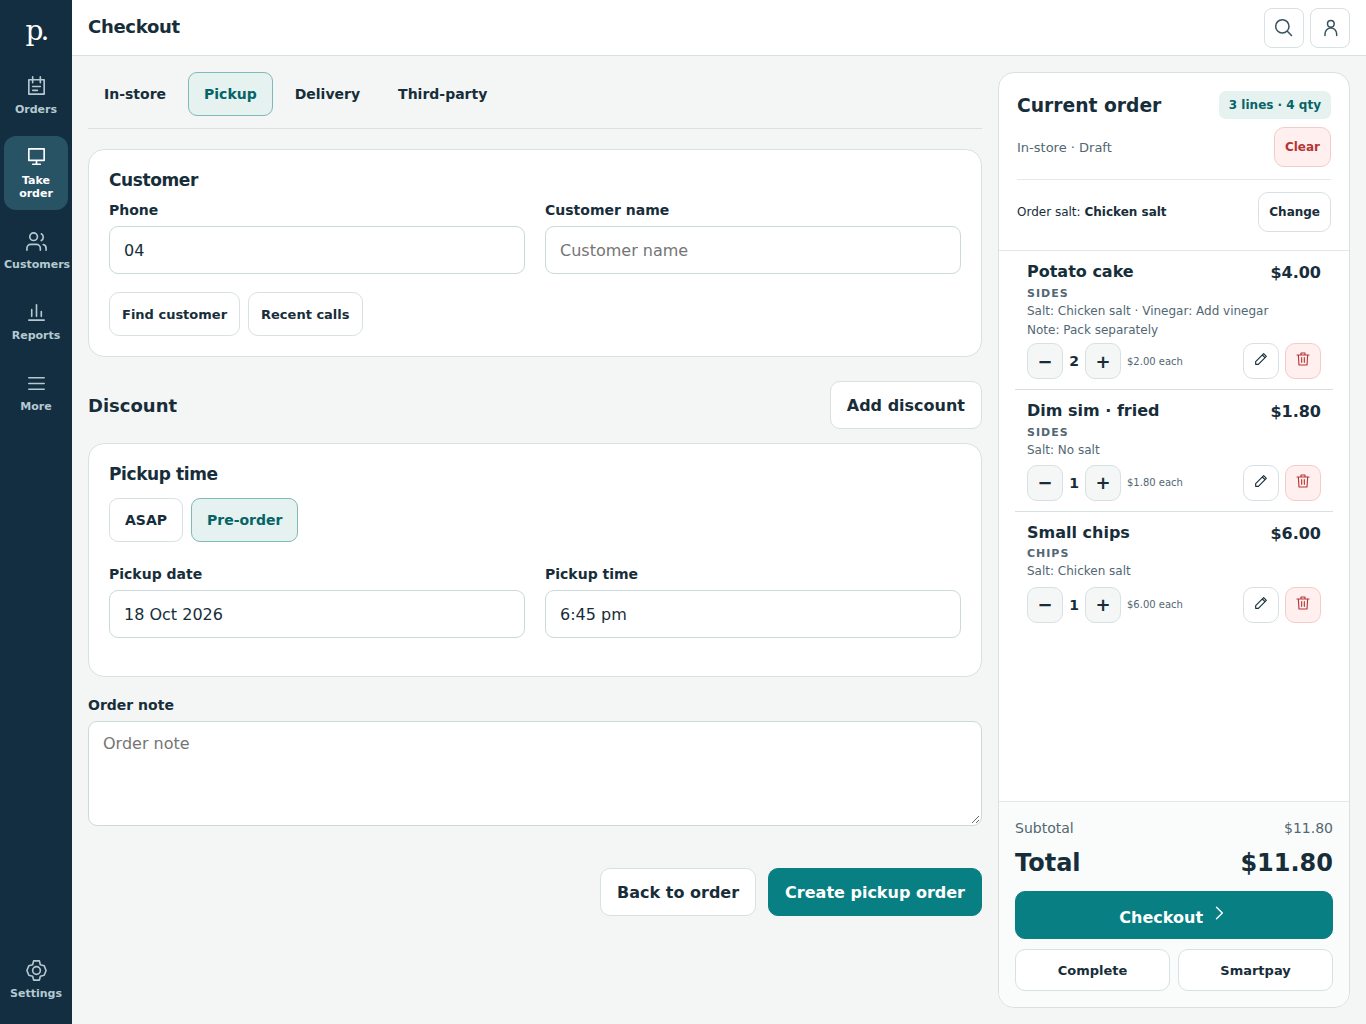 p.
Orders
Take
order
Customers
Reports
More
Settings
Checkout
In-store
Pickup
Delivery
Third-party
Customer
Phone
Customer name
04
Customer name
Find customer
Recent calls
Discount
Add discount
Pickup time
ASAP
Pre-order
Pickup date
Pickup time
18 Oct 2026
6:45 pm
Order note
Order note
Back to order
Create pickup order
Current order
3 lines · 4 qty
In-store · Draft
Clear
Order salt: Chicken salt
Change
Potato cake
$4.00
SIDES
Salt: Chicken salt · Vinegar: Add vinegar
Note: Pack separately
− 2 + $2.00 each
Dim sim · fried
$1.80
SIDES
Salt: No salt
− 1 + $1.80 each
Small chips
$6.00
CHIPS
Salt: Chicken salt
− 1 + $6.00 each
Subtotal
$11.80
Total
$11.80
Checkout
Complete
Smartpay